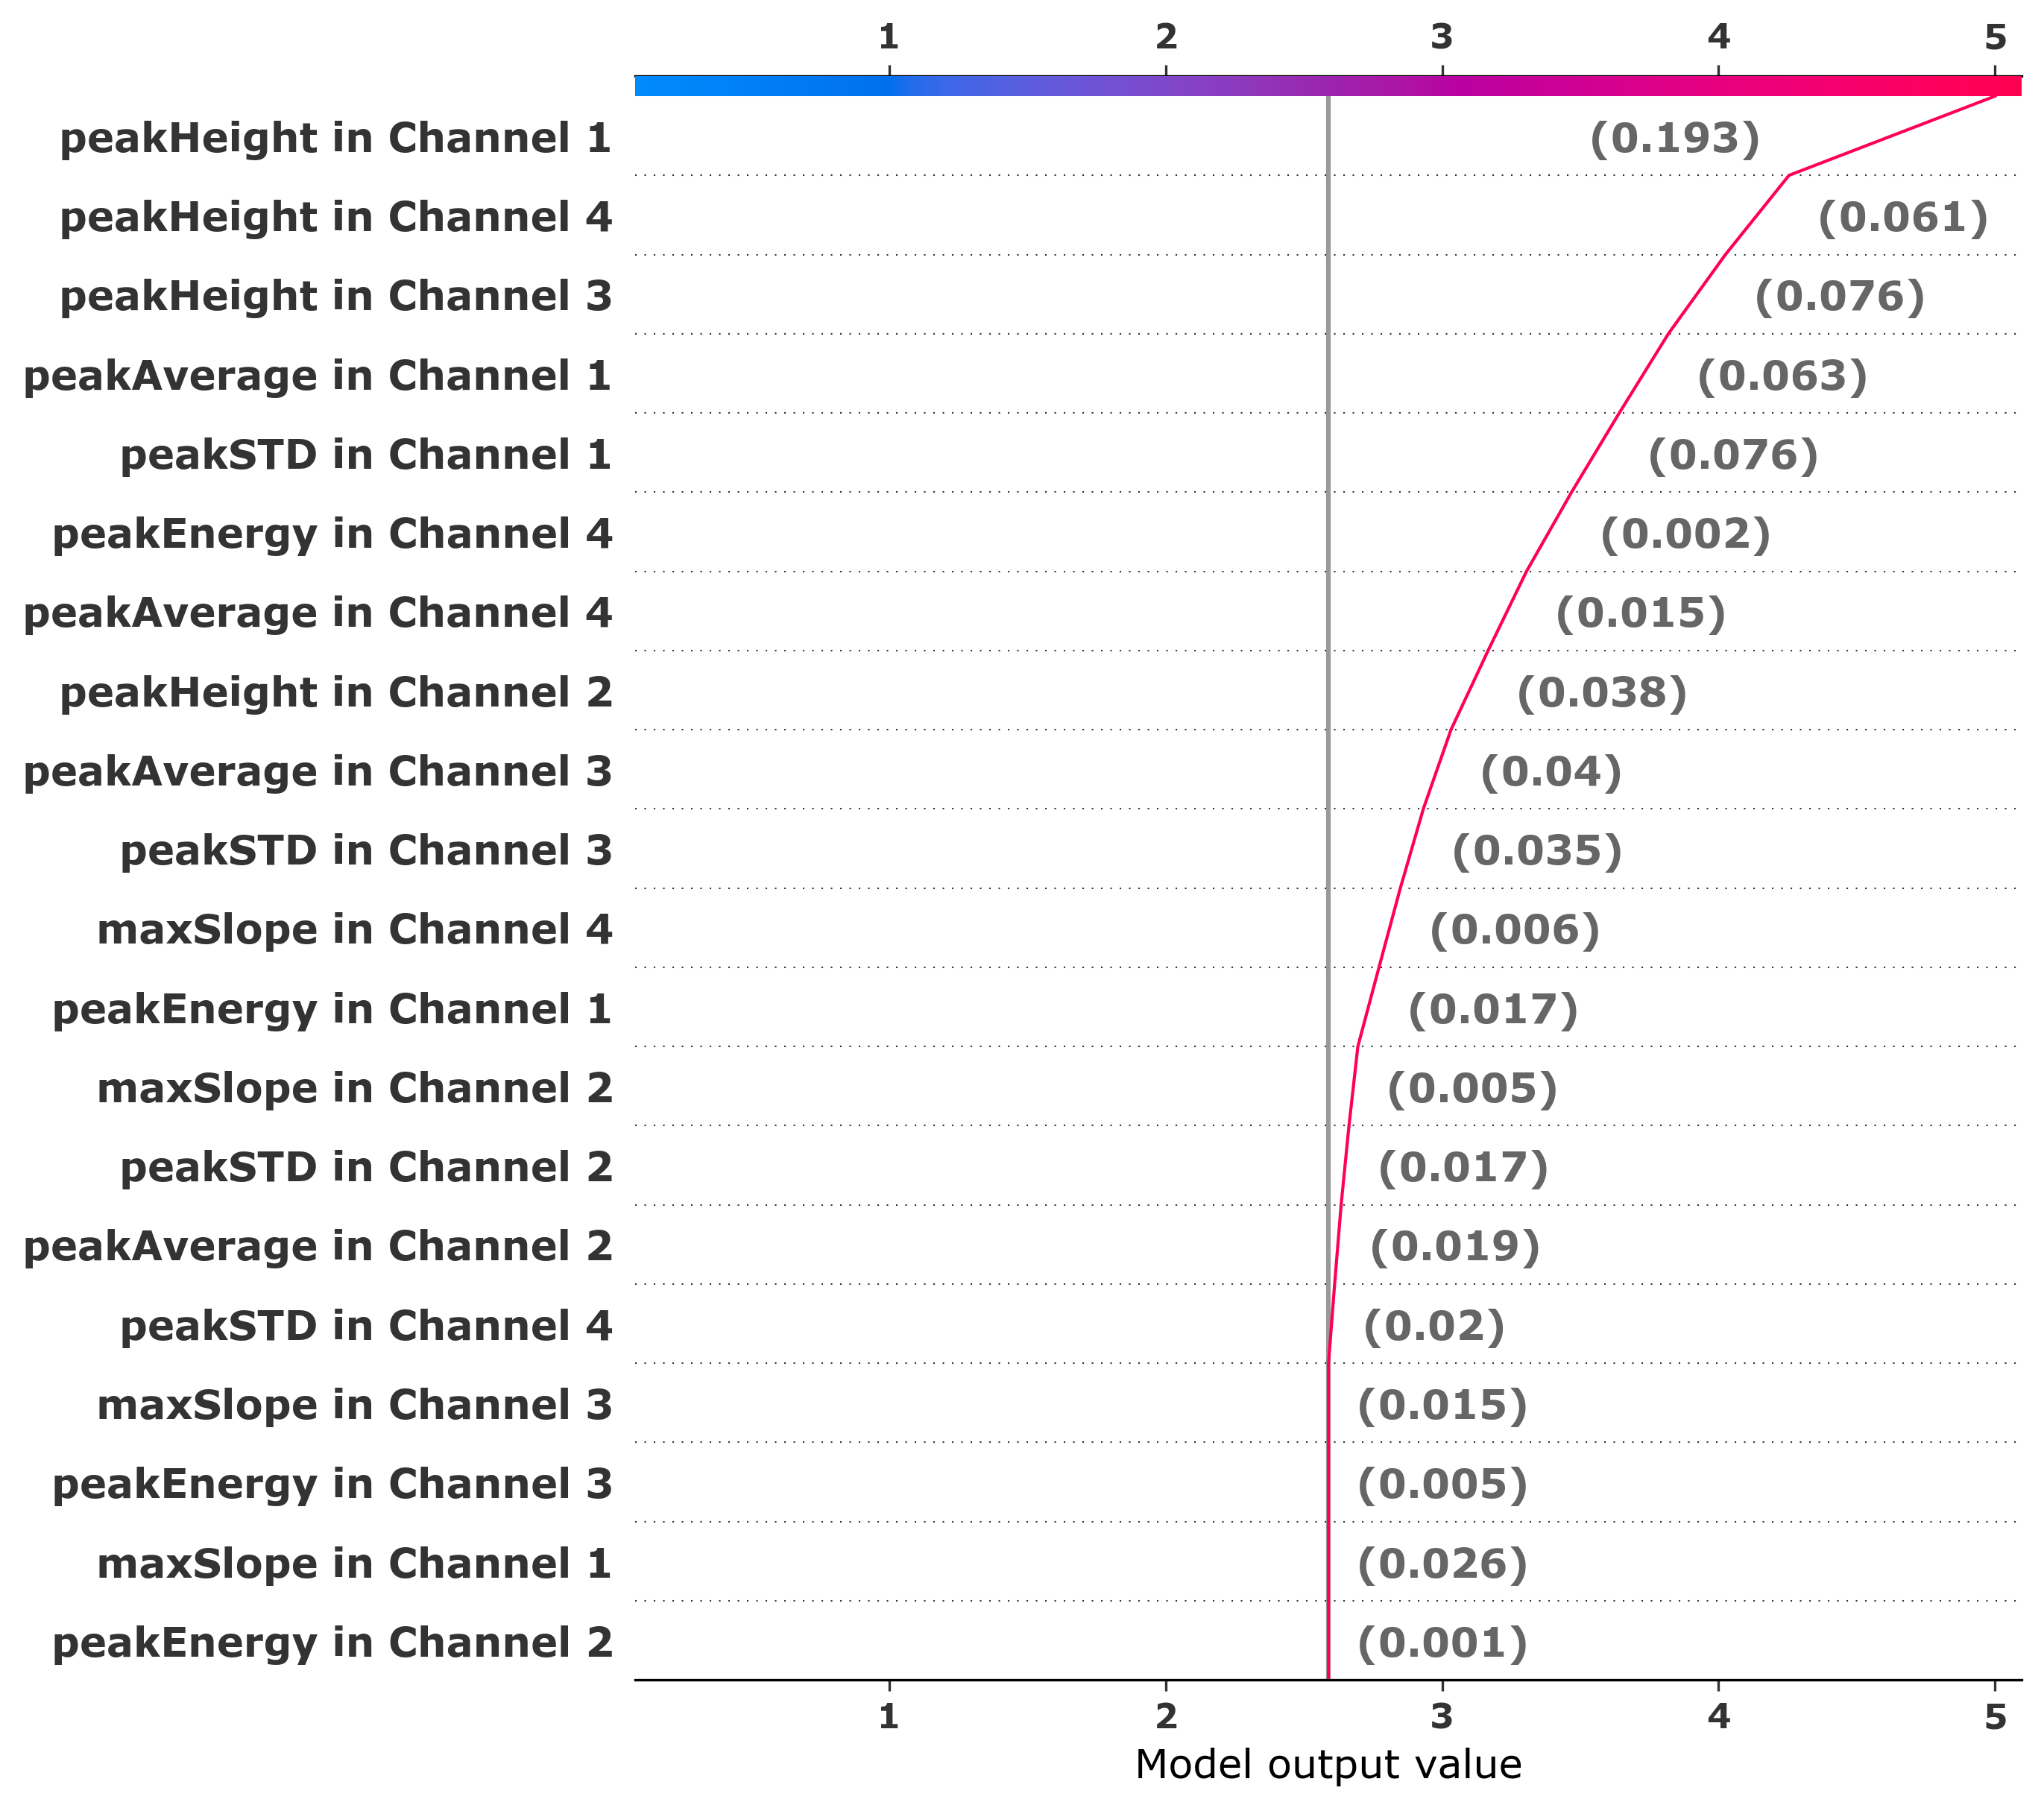 1 2 3 4 5
peakHeight in Channel 1 (0.193)
peakHeight in Channel 4 (0.061)
peakHeight in Channel 3 (0.076)
peakAverage in Channel 1 (0.063)
peakSTD in Channel 1 (0.076)
peakEnergy in Channel 4 (0.002)
peakAverage in Channel 4 (0.015)
peakHeight in Channel 2 (0.038)
peakAverage in Channel 3 (0.04)
peakSTD in Channel 3 (0.035)
maxSlope in Channel 4 (0.006)
peakEnergy in Channel 1 (0.017)
maxSlope in Channel 2 (0.005)
peakSTD in Channel 2 (0.017)
peakAverage in Channel 2 (0.019)
peakSTD in Channel 4 (0.02)
maxSlope in Channel 3 (0.015)
peakEnergy in Channel 3 (0.005)
maxSlope in Channel 1 (0.026)
peakEnergy in Channel 2 (0.001)
1 2 3 4 5
Model output value